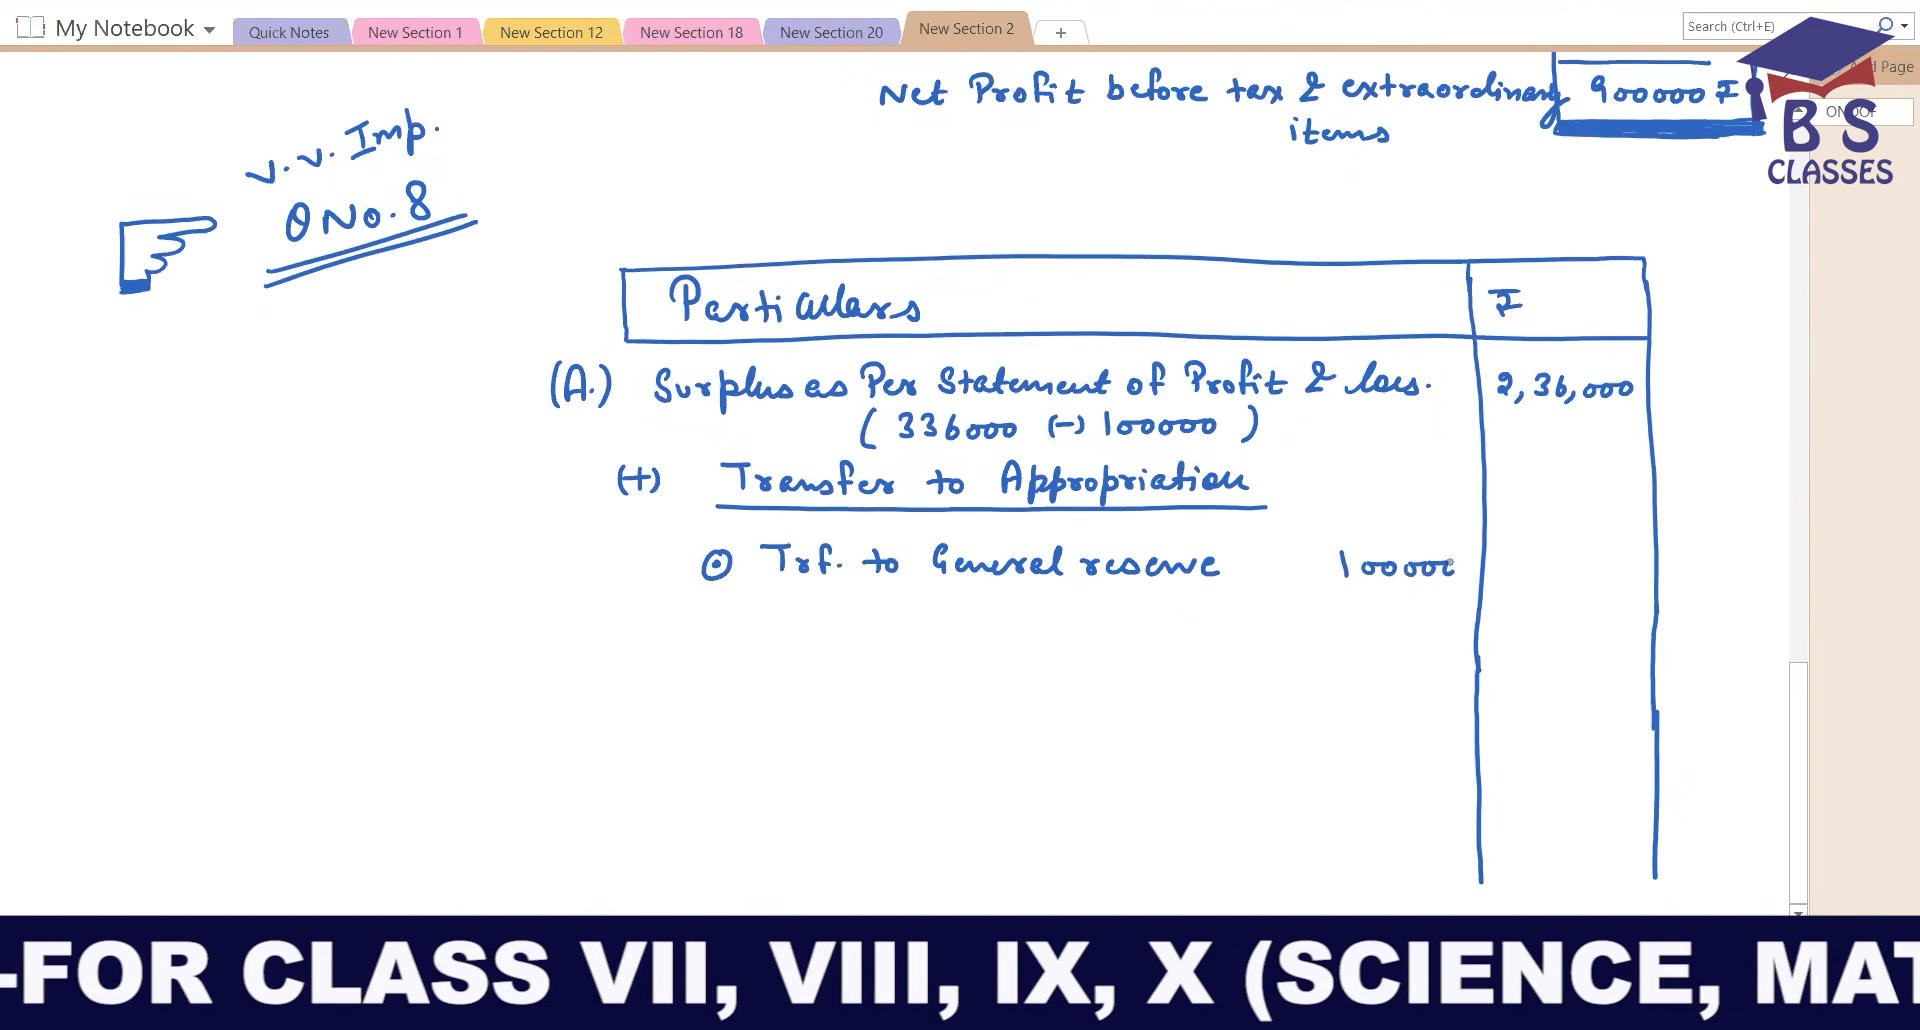 My Notebook
Quick Notes
New Section 1
New Section 12
New Section 18
New Section 20
New Section 2
+
Search (Ctrl+E)
d Page
B S
CLASSES
Net Profit before tax & extraordinary 900000 ₹
items
V.V. Imp.
Q No. 8
Particulars ₹
(A.) Surplus as Per Statement of Profit & loss. 2,36,000
( 336000 (-) 100000 )
(+) Transfer to Appropriation
Trf. to General reserve 100000
-FOR CLASS VII, VIII, IX, X (SCIENCE, MAT